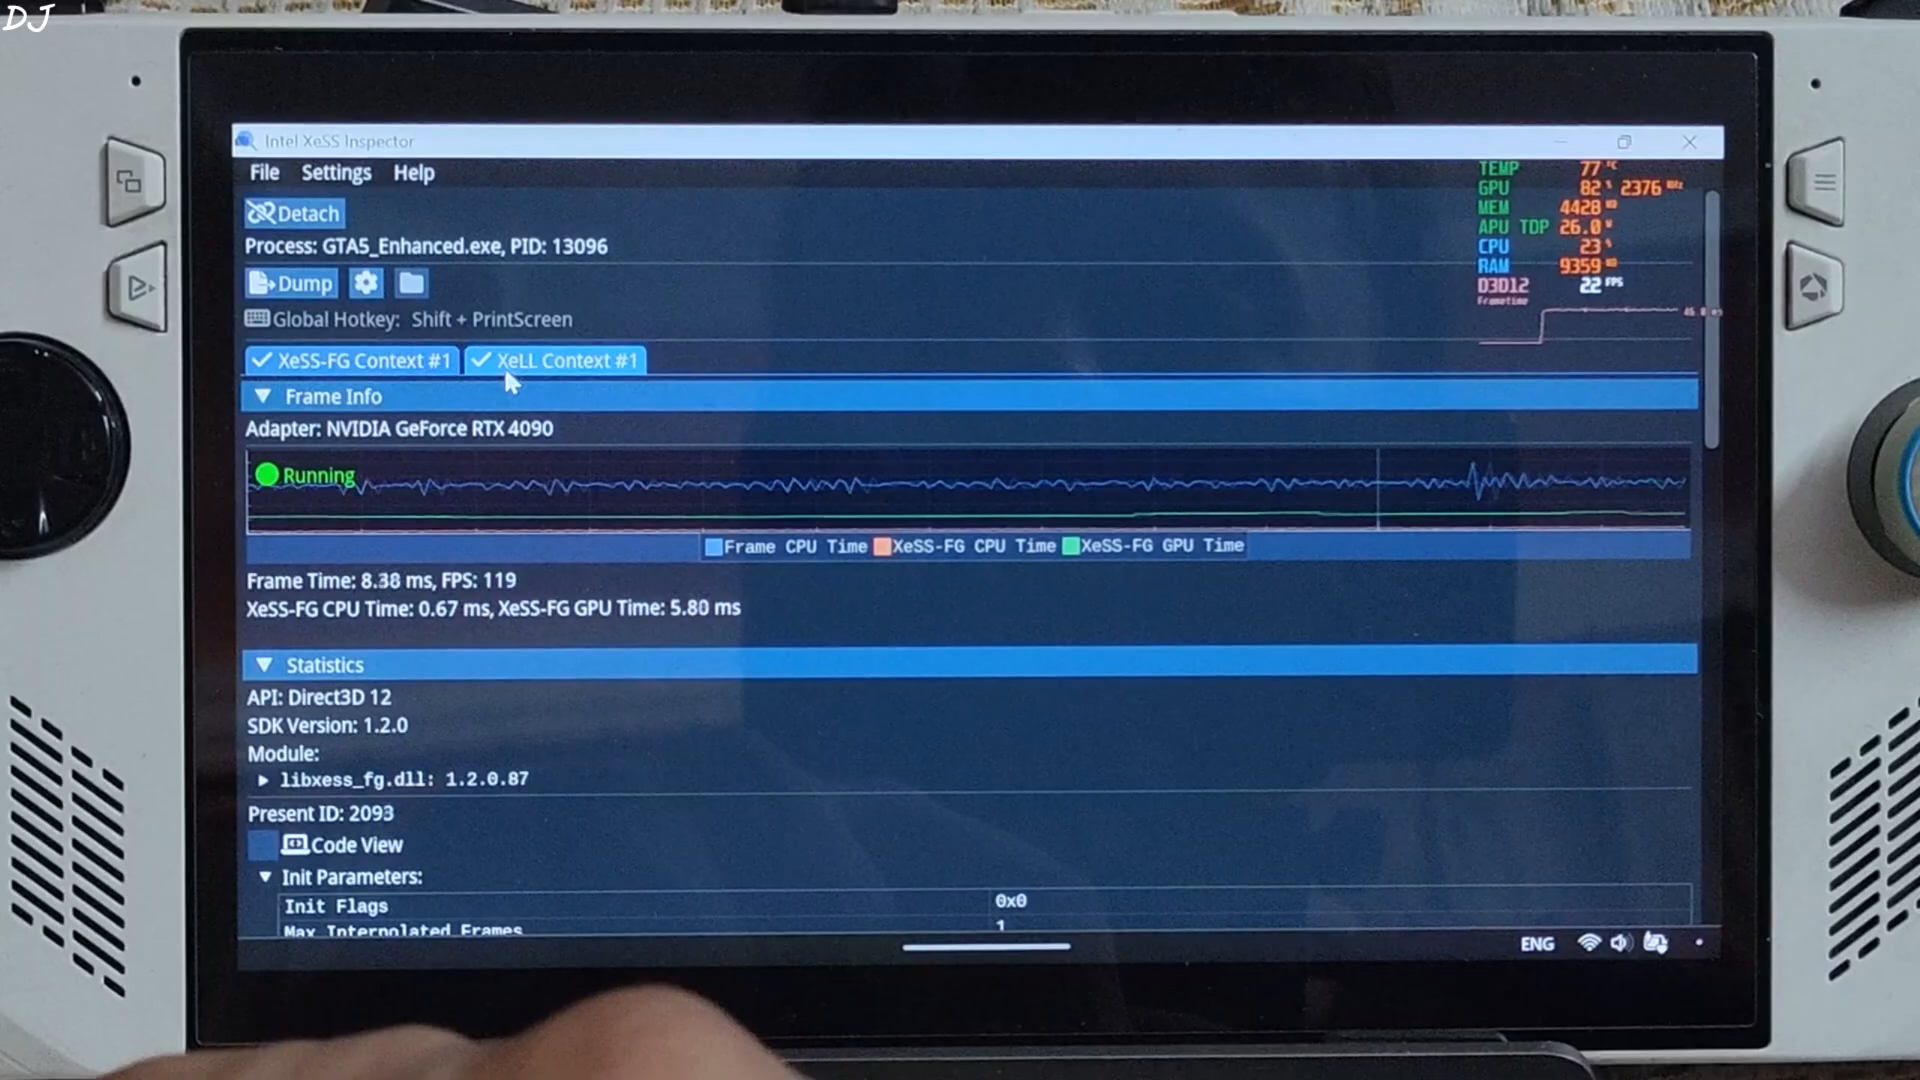 DJ
Intel XeSS Inspector
File Settings Help
Detach
Process: GTA5_Enhanced.exe, PID: 13096
Dump
Global Hotkey: Shift + PrintScreen
TEMP 77 °C
GPU 82 % 2376 MHz
MEM 4428 MB
APU TDP 26.0 W
CPU 23 %
RAM 9359 MB
D3D12 22 FPS
Frametime
XeSS-FG Context #1 XeLL Context #1
Frame Info
Adapter: NVIDIA GeForce RTX 4090
Running
Frame CPU Time XeSS-FG CPU Time XeSS-FG GPU Time
Frame Time: 8.38 ms, FPS: 119
XeSS-FG CPU Time: 0.67 ms, XeSS-FG GPU Time: 5.80 ms
Statistics
API: Direct3D 12
SDK Version: 1.2.0
Module:
libxess_fg.dll: 1.2.0.87
Present ID: 2093
Code View
Init Parameters:
Init Flags 0x0
Max Interpolated Frames 1
ENG